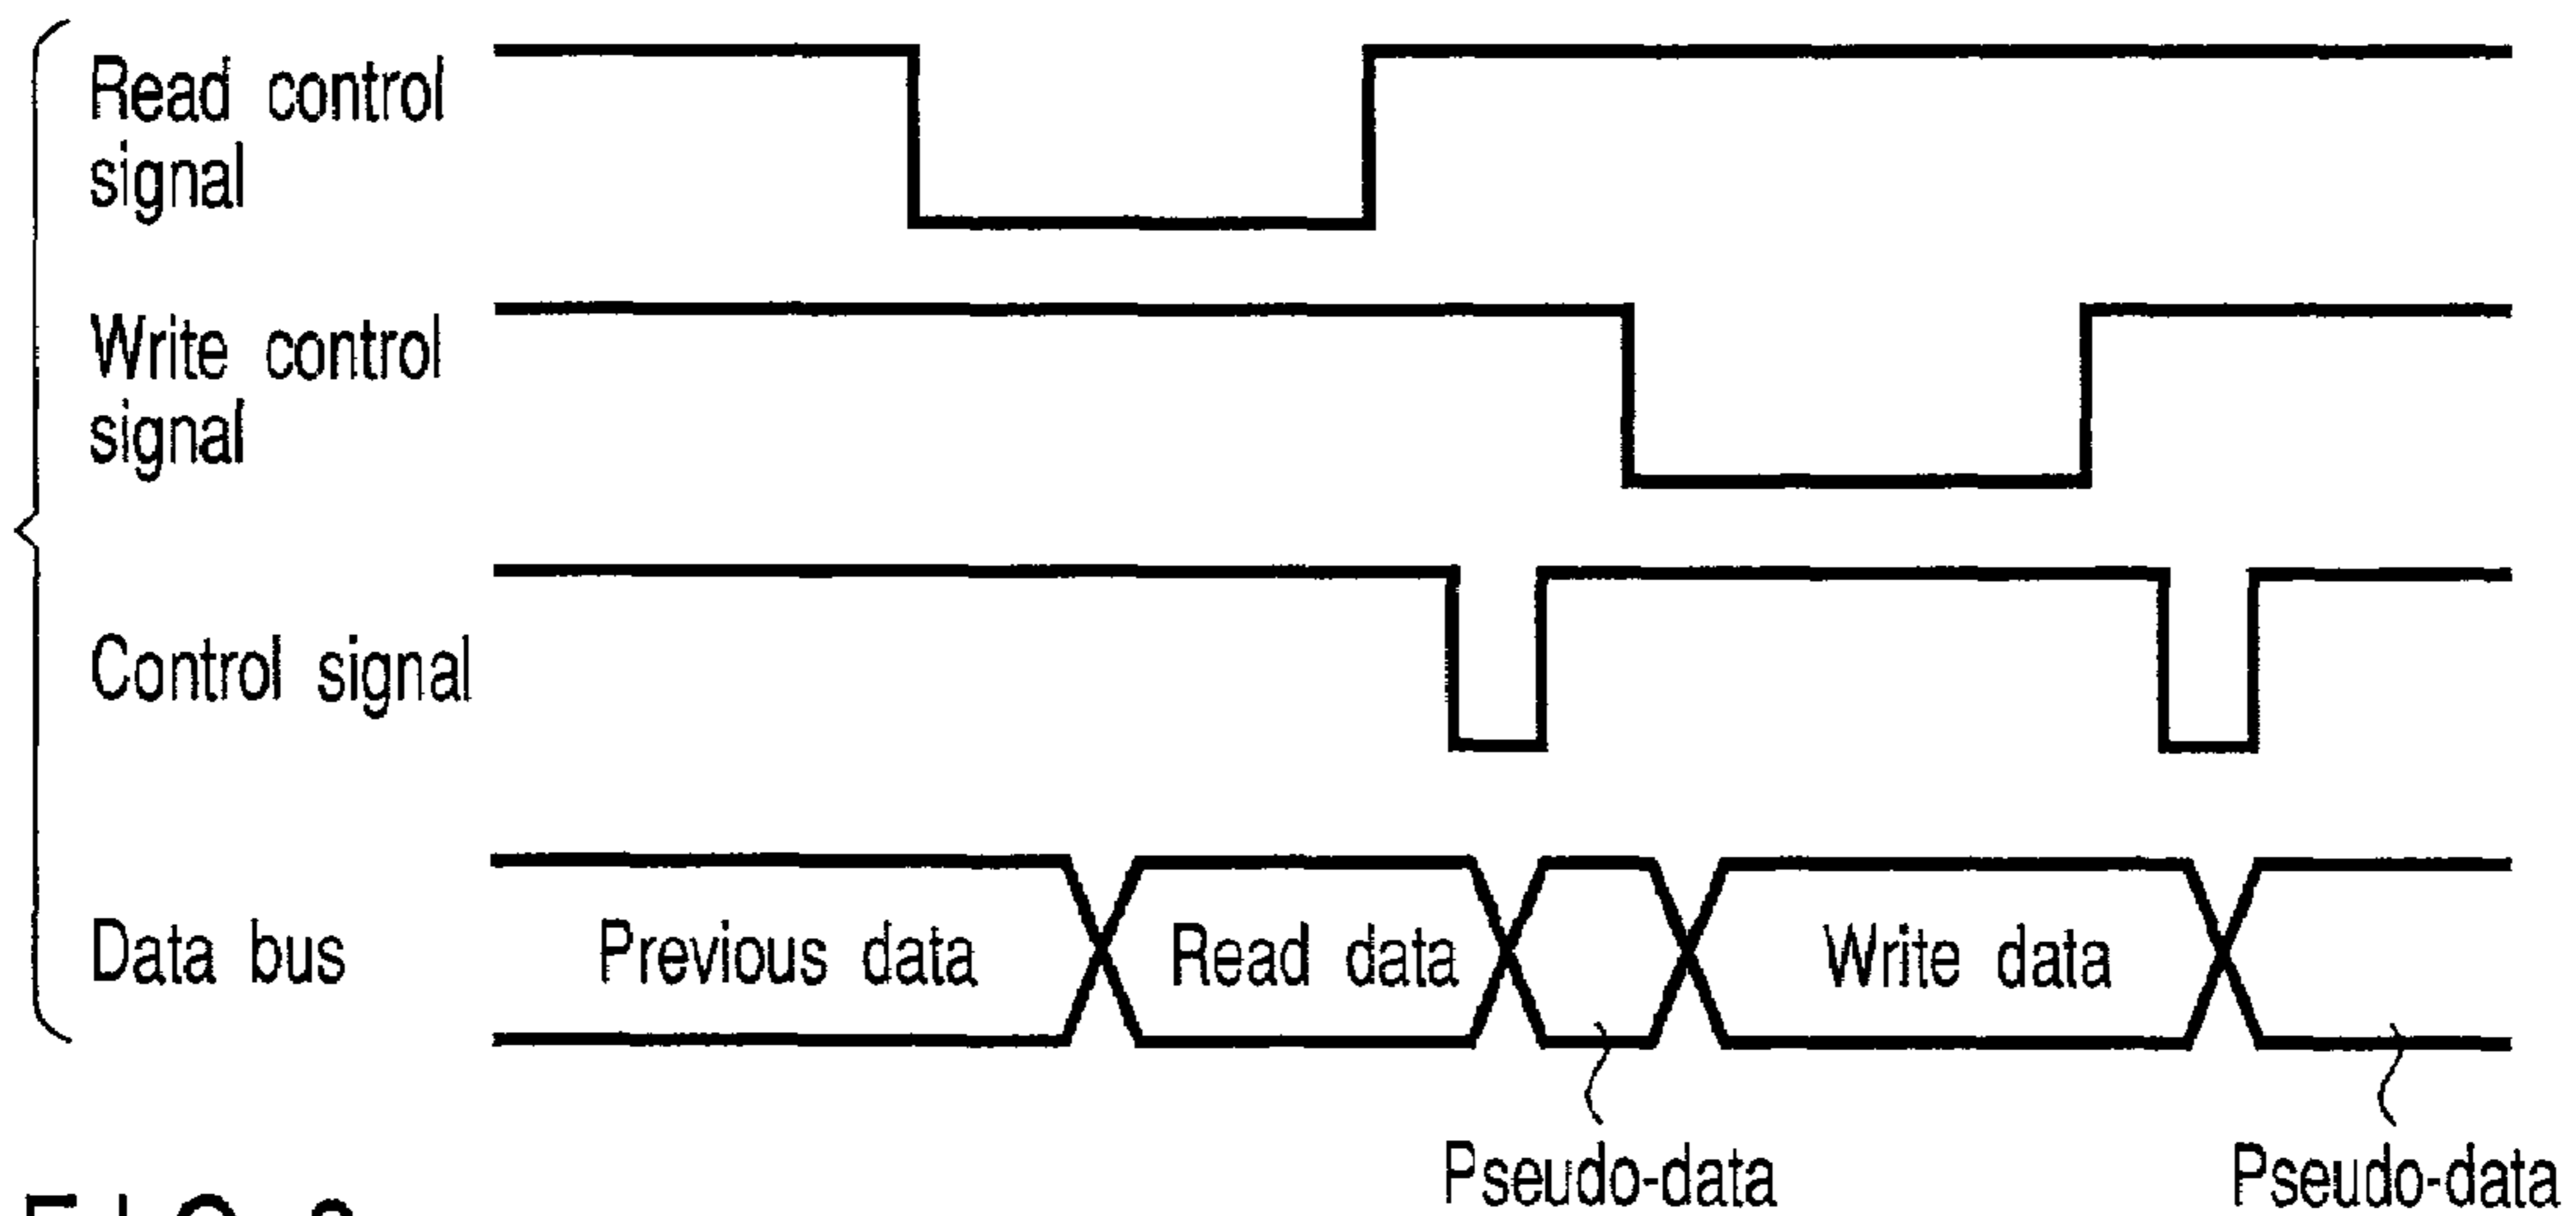 Read control
signal
Write control
signal
Control signal
Data bus
Previous data
Read data
Write data
Pseudo-data
Pseudo-data